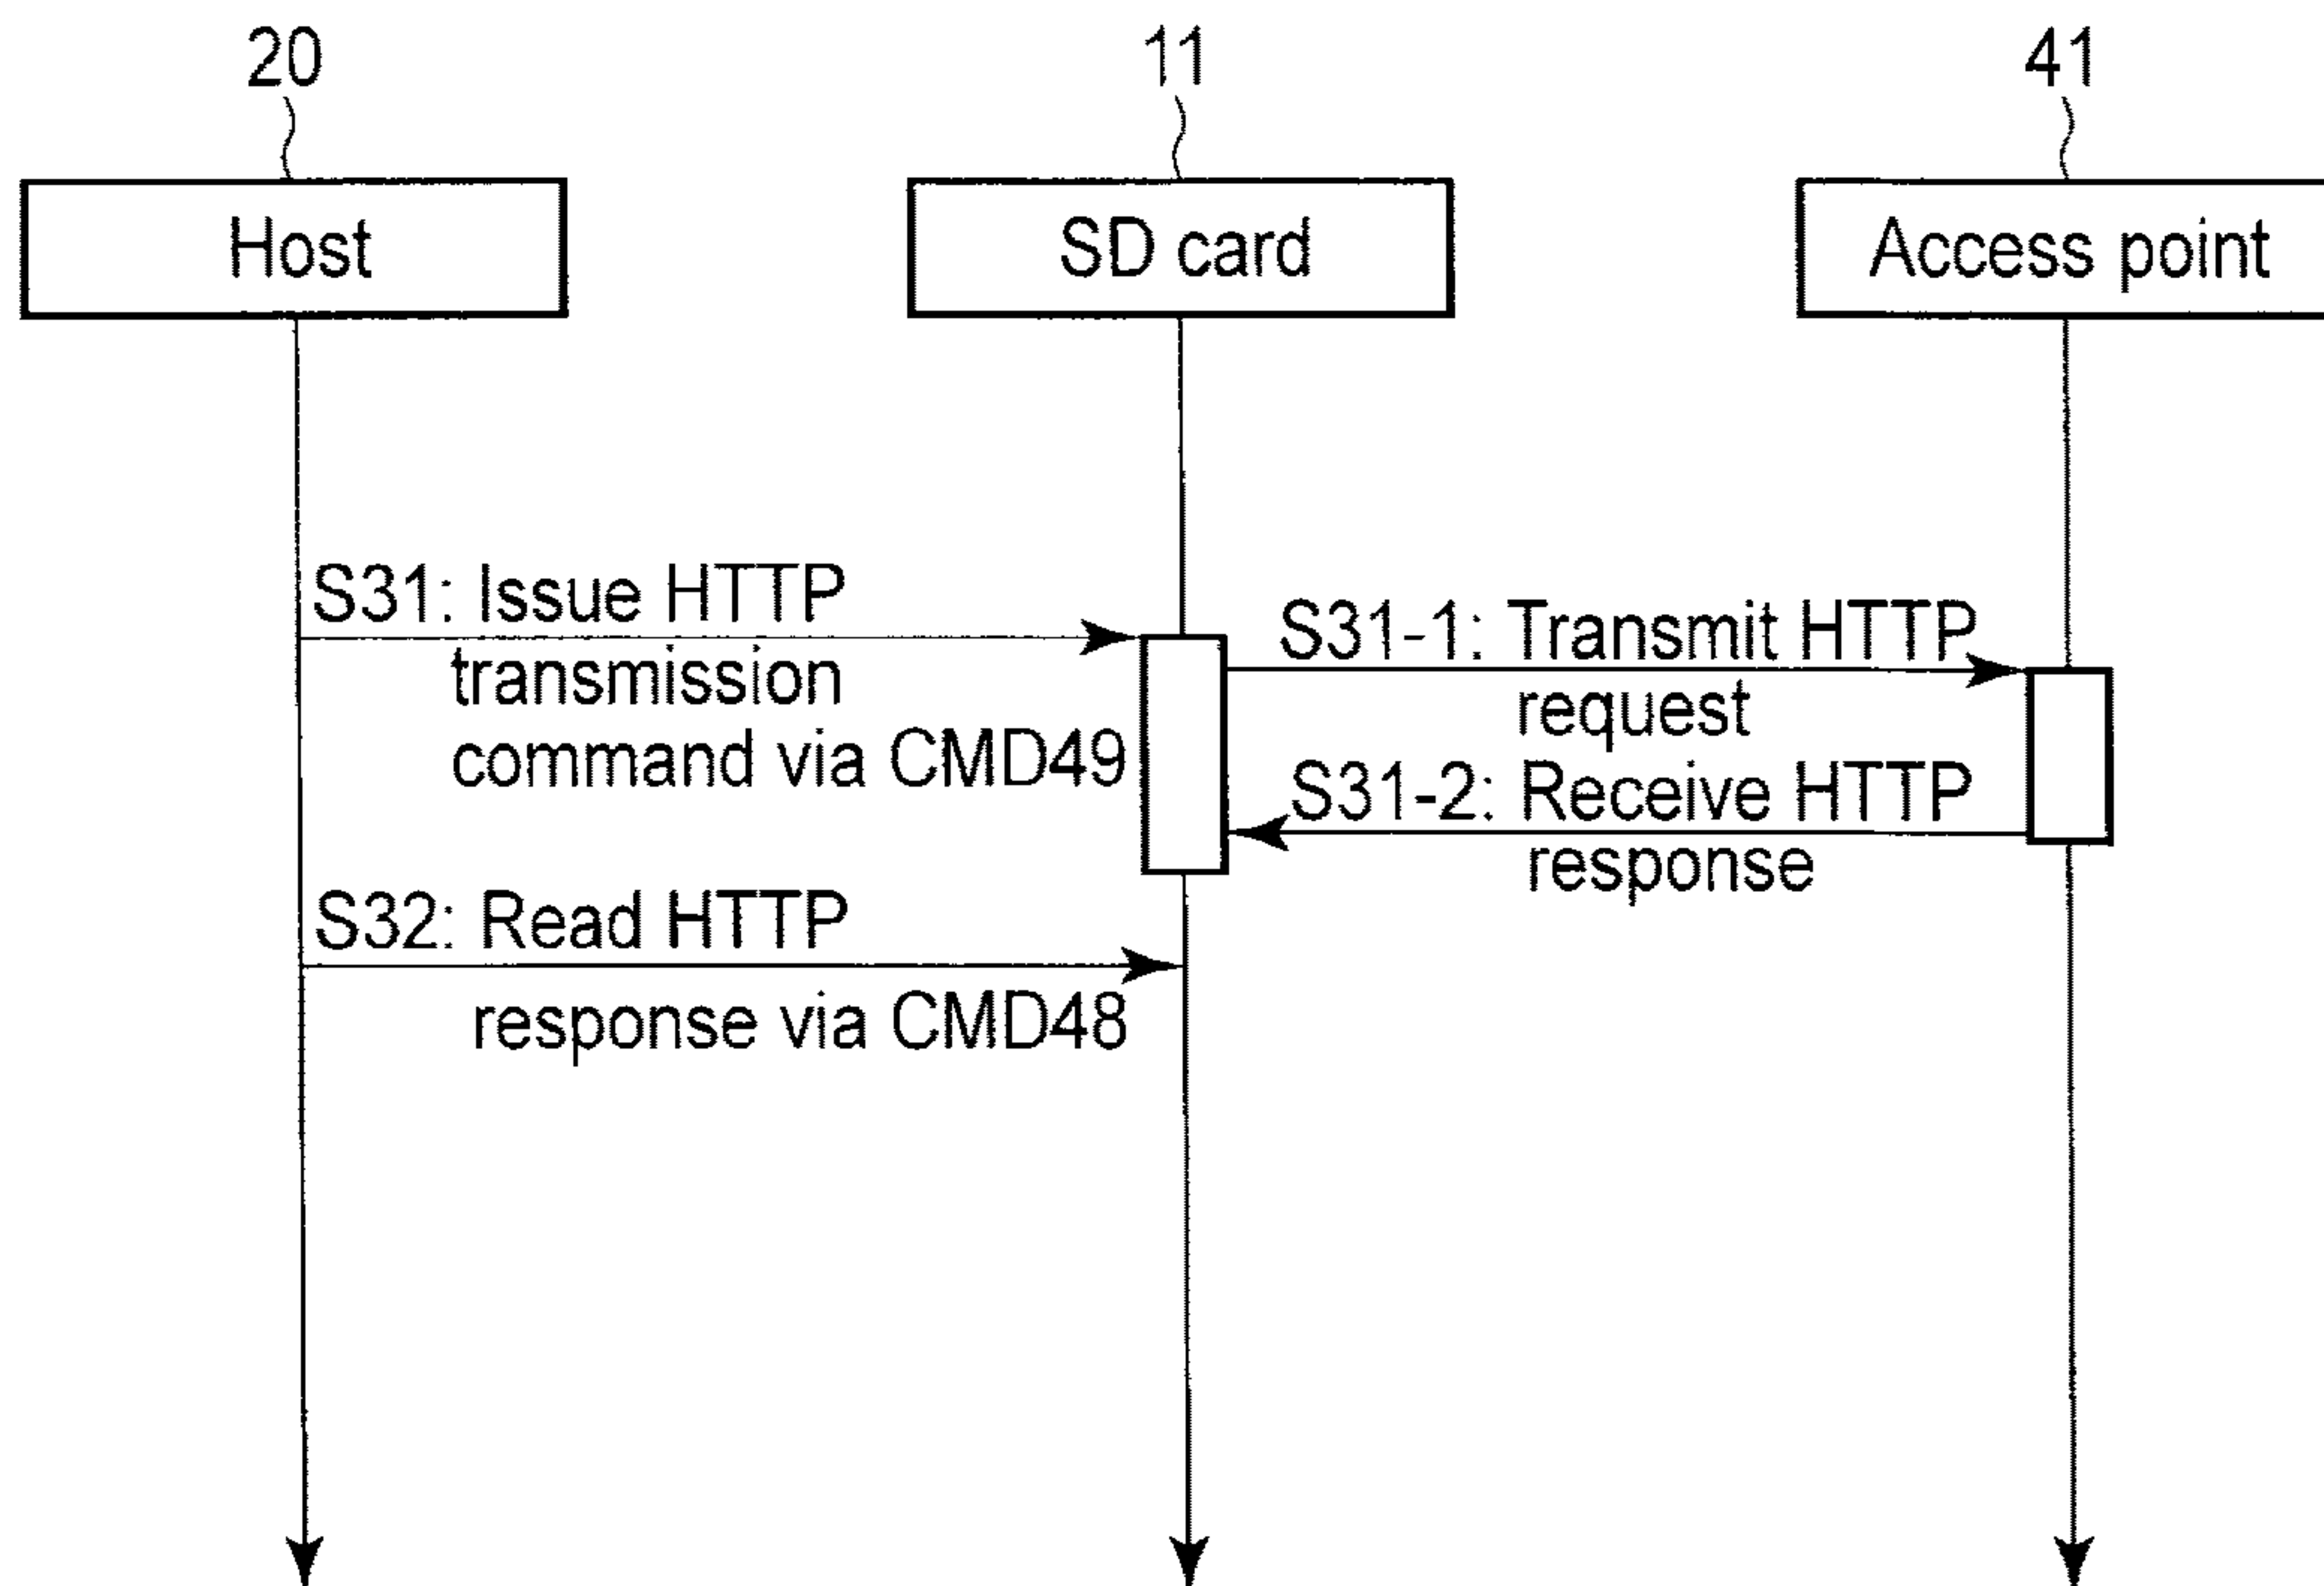 20
11
41
Host
SD card
Access point
S31: Issue HTTP
transmission
command via CMD49
S31-1: Transmit HTTP
request
S31-2: Receive HTTP
response
S32: Read HTTP
response via CMD48